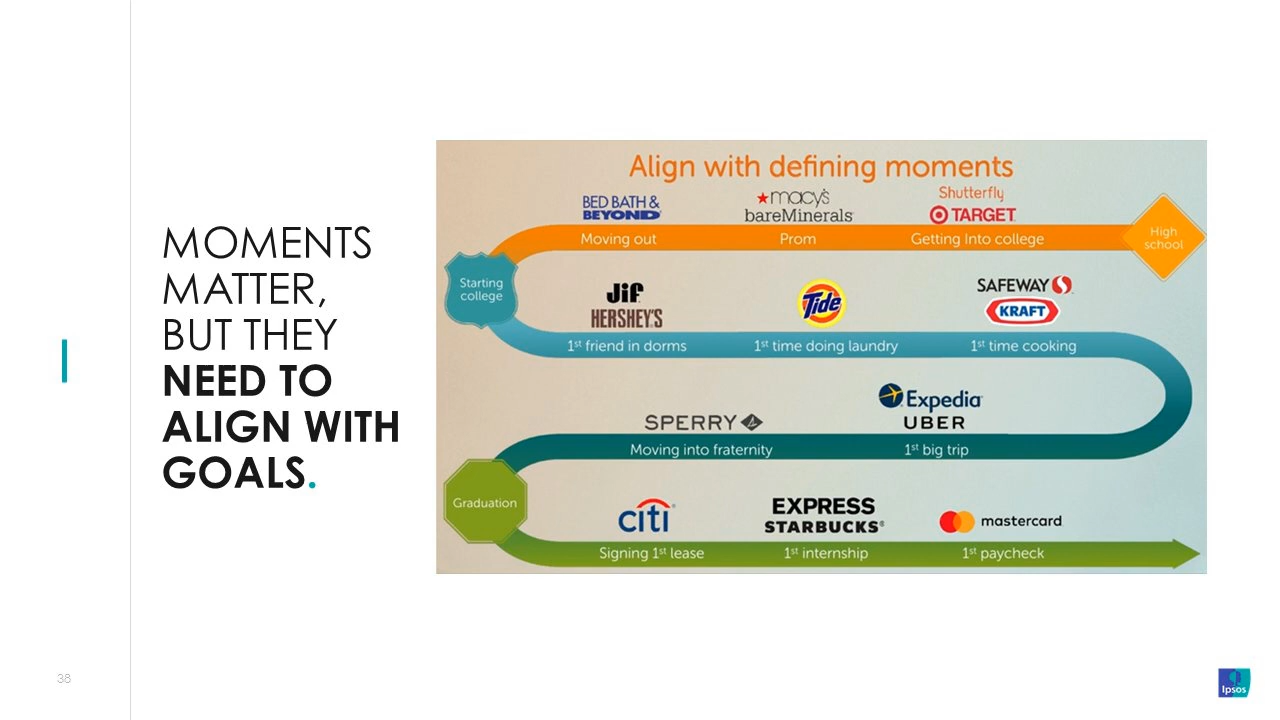 MOMENTS
MATTER,
BUT THEY
NEED TO
ALIGN WITH
GOALS.
Align with defining moments
BED BATH &
BEYOND
macy's
bareMinerals
Shutterfly
TARGET
Moving out
Prom
Getting Into college
High
school
Starting
college
Jif
HERSHEY'S
Tide
SAFEWAY
KRAFT
1st friend in dorms
1st time doing laundry
1st time cooking
SPERRY
Expedia
UBER
Moving into fraternity
1st big trip
Graduation
citi
EXPRESS
STARBUCKS
mastercard
Signing 1st lease
1st internship
1st paycheck
38
Ipsos